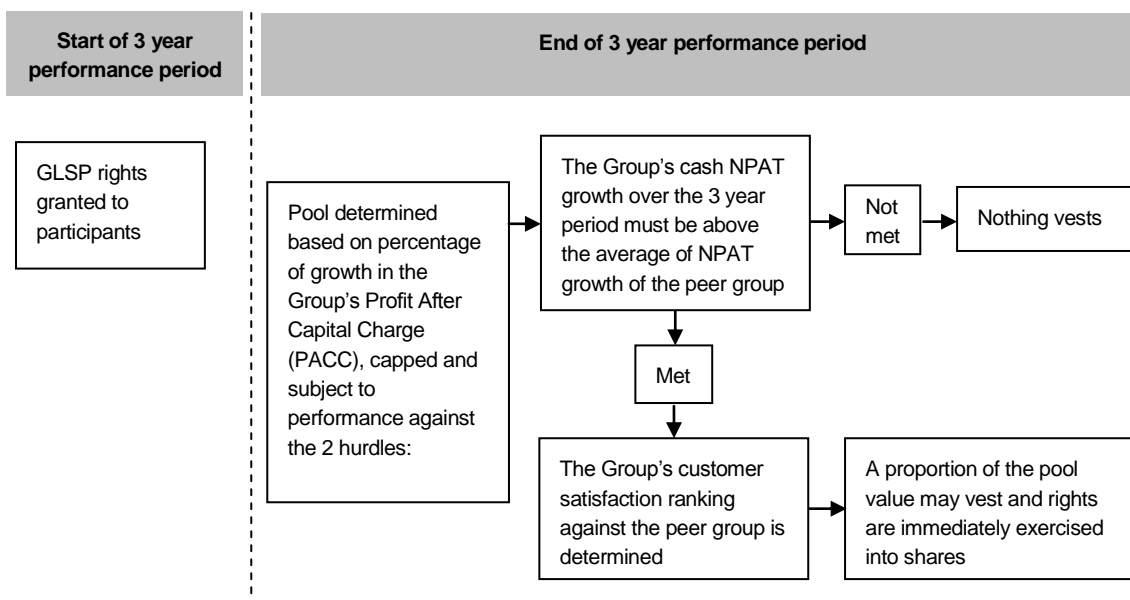 Start of 3 year
performance period
End of 3 year performance period
GLSP rights
granted to
participants
Pool determined
based on percentage
of growth in the
Group’s Profit After
Capital Charge
(PACC), capped and
subject to
performance against
the 2 hurdles:
The Group’s cash NPAT
growth over the 3 year
period must be above
the average of NPAT
growth of the peer group
Not
met
Nothing vests
Met
The Group’s customer
satisfaction ranking
against the peer group is
determined
A proportion of the pool
value may vest and rights
are immediately exercised
into shares